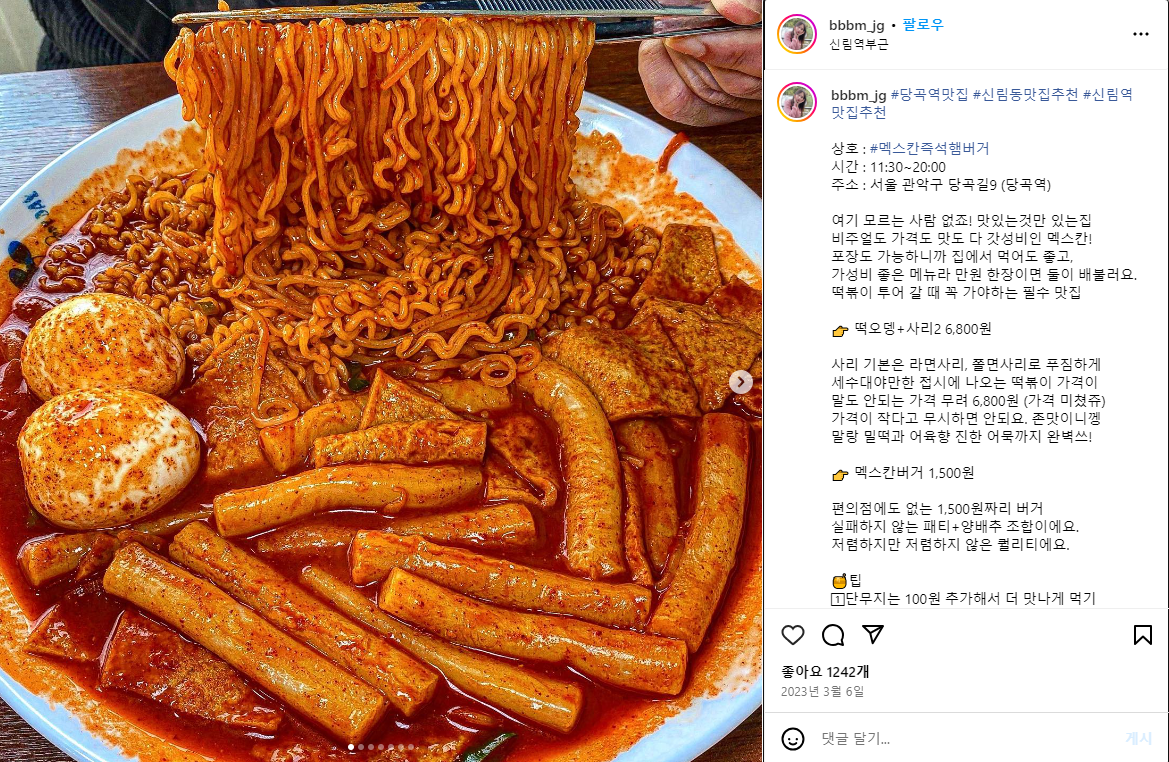 bbbm_jg • 팔로우
신림역부근
bbbm_jg #당곡역맛집 #신림동맛집추천 #신림역
맛집추천
상호 : #멕스칸즉석햄버거
시간 : 11:30~20:00
주소 : 서울 관악구 당곡길9 (당곡역)
여기 모르는 사람 없죠! 맛있는것만 있는집
비주얼도 가격도 맛도 다 갓성비인 멕스칸!
포장도 가능하니까 집에서 먹어도 좋고,
가성비 좋은 메뉴라 만원 한장이면 둘이 배불러요.
떡볶이 투어 갈 때 꼭 가야하는 필수 맛집
👉 떡오뎅+사리2 6,800원
사리 기본은 라면사리, 쫄면사리로 푸짐하게
세수대야만한 접시에 나오는 떡볶이 가격이
말도 안되는 가격 무려 6,800원 (가격 미쳤쥬)
가격이 작다고 무시하면 안되요. 존맛이니껭
말랑 밀떡과 어육향 진한 어묵까지 완벽쓰!
👉 멕스칸버거 1,500원
편의점에도 없는 1,500원짜리 버거
실패하지 않는 패티+양배추 조합이에요.
저렴하지만 저렴하지 않은 퀄리티에요.
🍯팁
1️⃣단무지는 100원 추가해서 더 맛나게 먹기
좋아요 1242개
2023년 3월 6일
댓글 달기...
게시